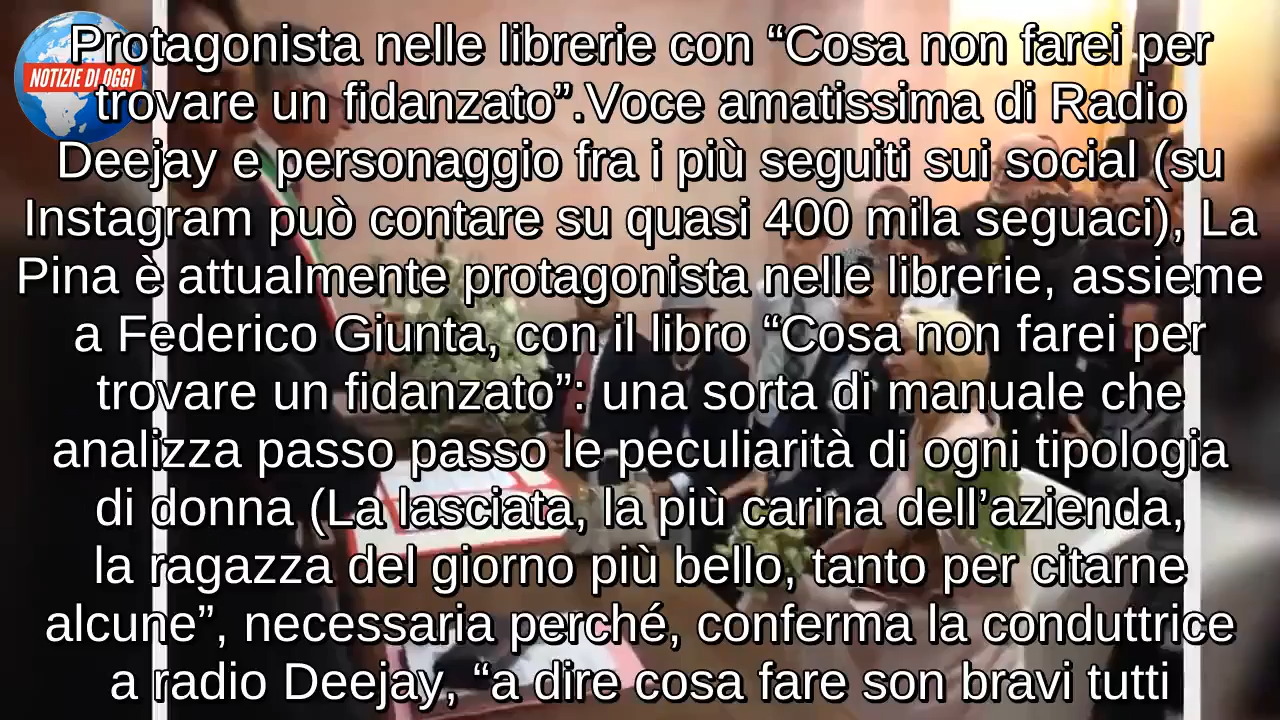 NOTIZIE DI OGGI
Protagonista nelle librerie con “Cosa non farei per
trovare un fidanzato”.Voce amatissima di Radio
Deejay e personaggio fra i più seguiti sui social (su
Instagram può contare su quasi 400 mila seguaci), La
Pina è attualmente protagonista nelle librerie, assieme
a Federico Giunta, con il libro “Cosa non farei per
trovare un fidanzato”: una sorta di manuale che
analizza passo passo le peculiarità di ogni tipologia
di donna (La lasciata, la più carina dell’azienda,
la ragazza del giorno più bello, tanto per citarne
alcune”, necessaria perché, conferma la conduttrice
a radio Deejay, “a dire cosa fare son bravi tutti